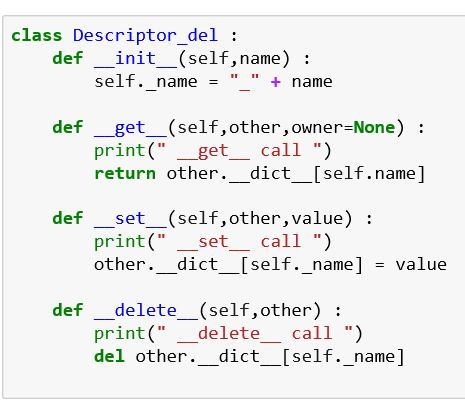 class Descriptor_del :
    def __init__(self,name) :
        self._name = "_" + name

    def __get__(self,other,owner=None) :
        print(" __get__ call ")
        return other.__dict__[self.name]

    def __set__(self,other,value) :
        print(" __set__ call ")
        other.__dict__[self._name] = value

    def __delete__(self,other) :
        print(" __delete__ call ")
        del other.__dict__[self._name]